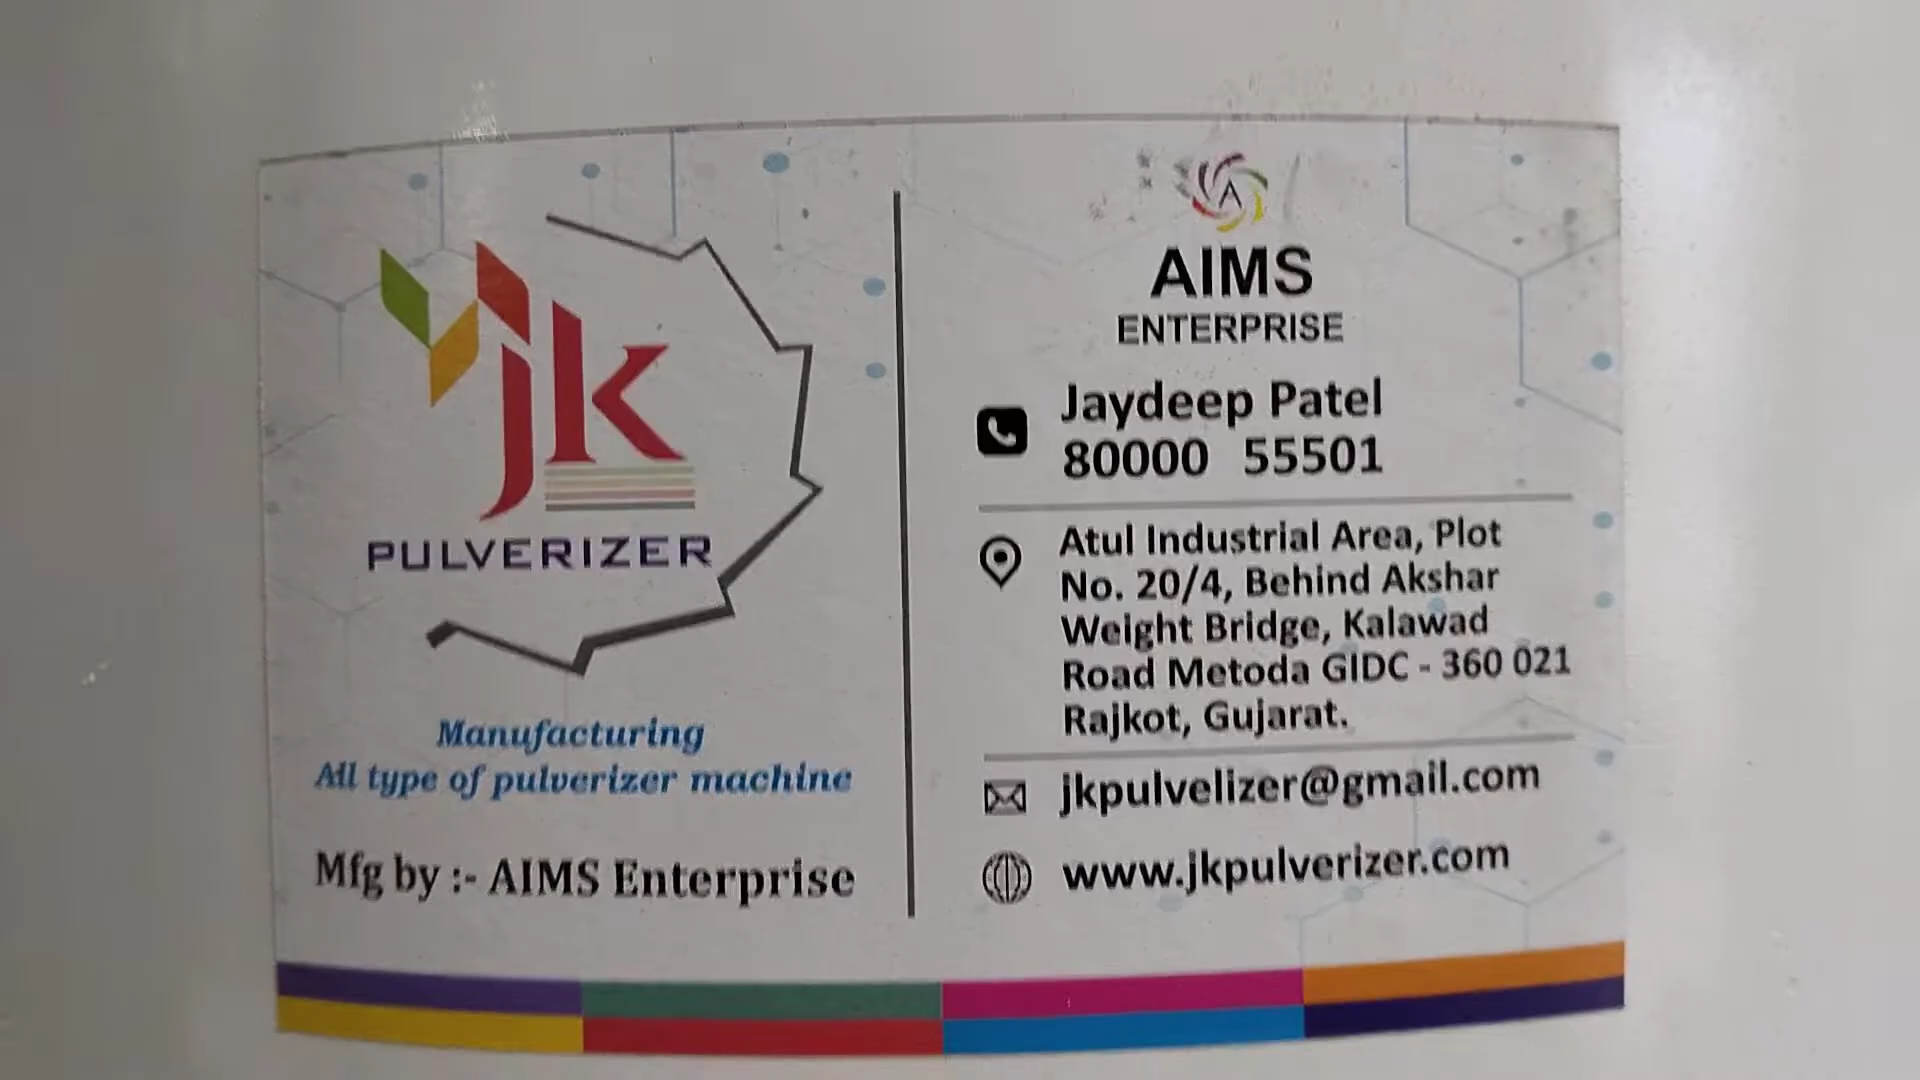 jk
PULVERIZER
Manufacturing
All type of pulverizer machine
Mfg by :- AIMS Enterprise
A
AIMS
ENTERPRISE
Jaydeep Patel
80000 55501
Atul Industrial Area, Plot
No. 20/4, Behind Akshar
Weight Bridge, Kalawad
Road Metoda GIDC - 360 021
Rajkot, Gujarat.
jkpulvelizer@gmail.com
www.jkpulverizer.com